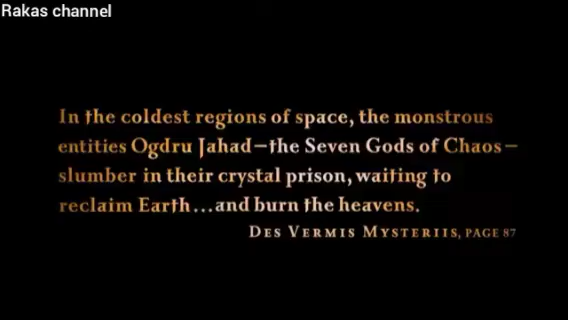 Rakas channel
In the coldest regions of space, the monstrous
entities Ogdru Jahad—the Seven Gods of Chaos—
slumber in their crystal prison, waiting to
reclaim Earth...and burn the heavens.
DES VERMIS MYSTERIIS, PAGE 87